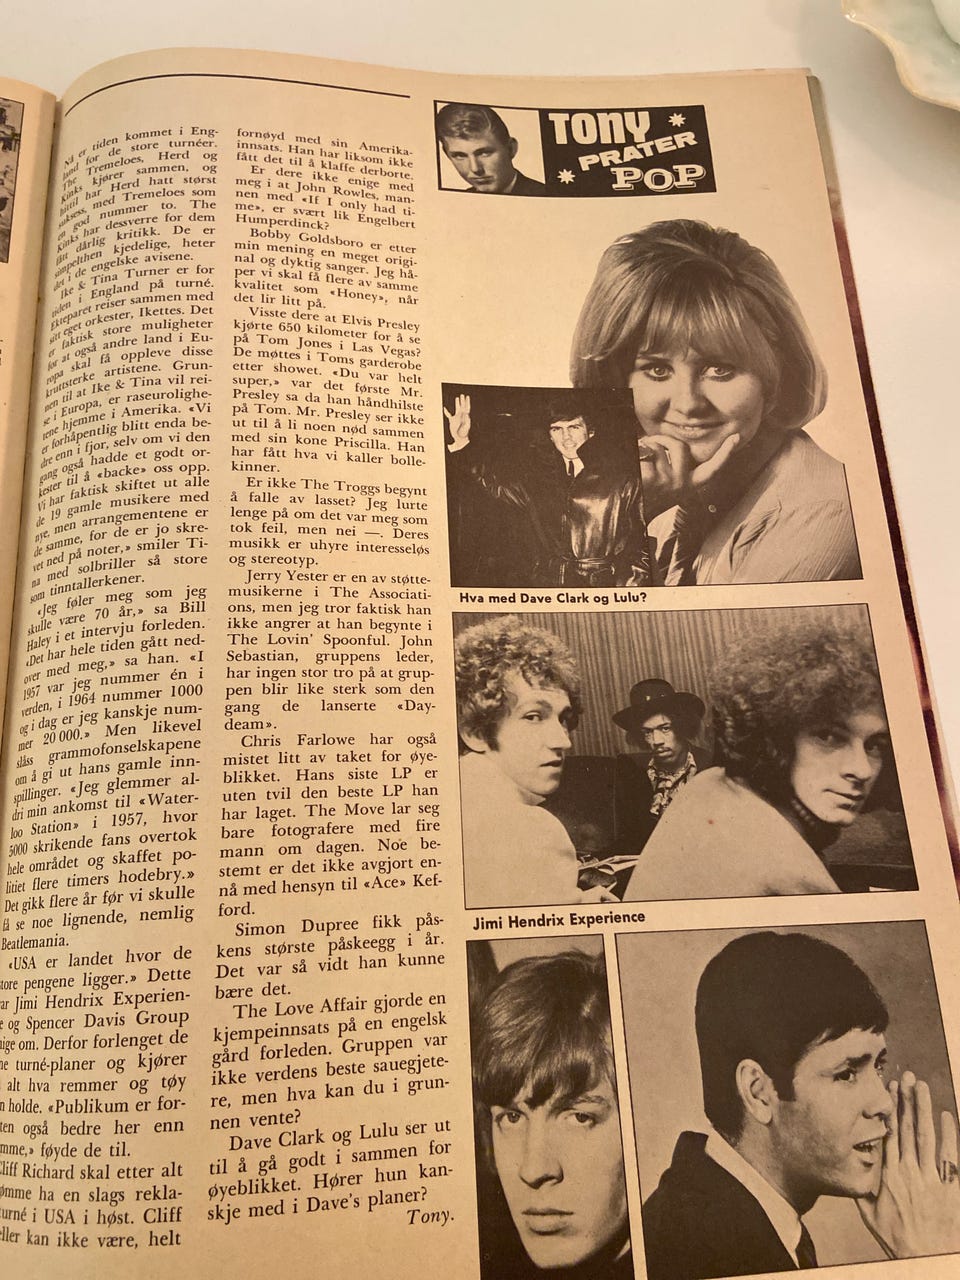 Nå er tiden kommet i Eng-
land for de store turnéer.
The Tremeloes, Herd og
Kinks kjører sammen, og
hittil har Herd hatt størst
suksess, med Tremeloes som
en god nummer to. The
Kinks har dessverre for dem
fått dårlig kritikk. De er
simpelthen kjedelige, heter
det i de engelske avisene.
Ike & Tina Turner er for
tiden i England på turné.
Ekteparet reiser sammen med
sitt eget orkester, Ikettes. Det
er faktisk store muligheter
for at også andre land i Eu-
ropa skal få oppleve disse
kruttsterke artistene. Grun-
nen til at Ike & Tina vil rei-
se i Europa, er raseurolighe-
tene hjemme i Amerika. «Vi
er forhåpentlig blitt enda be-
dre enn i fjor, selv om vi den
gang også hadde et godt or-
kester til å «backe» oss opp.
Vi har faktisk skiftet ut alle
de 19 gamle musikere med
nye, men arrangementene er
de samme, for de er jo skre-
vet ned på noter,» smiler Ti-
na med solbriller så store
som tinntallerkener.
«Jeg føler meg som jeg
skulle være 70 år,» sa Bill
Haley i et intervju forleden.
«Det har hele tiden gått ned-
over med meg,» sa han. «I
1957 var jeg nummer én i
verden, i 1964 nummer 1000
og i dag er jeg kanskje num-
mer 20 000.» Men likevel
slåss grammofonselskapene
om å gi ut hans gamle inn-
spillinger. «Jeg glemmer al-
dri min ankomst til «Water-
loo Station» i 1957, hvor
5000 skrikende fans overtok
hele området og skaffet po-
litiet flere timers hodebry.»
Det gikk flere år før vi skulle
få se noe lignende, nemlig
Beatlemania.
«USA er landet hvor de
store pengene ligger.» Dette
var Jimi Hendrix Experien-
og Spencer Davis Group
om. Derfor forlenget de
turné-planer og kjører
alt hva remmer og tøy
holde. «Publikum er for-
også bedre her enn
føyde de til.
Cliff Richard skal etter alt
ha en slags rekla-
i USA i høst. Cliff
kan ikke være, helt
fornøyd med sin Amerika-
innsats. Han har liksom ikke
fått det til å klaffe derborte.
Er dere ikke enige med
meg i at John Rowles, man-
nen med «If I only had ti-
me», er svært lik Engelbert
Humperdinck?
Bobby Goldsboro er etter
min mening en meget origi-
nal og dyktig sanger. Jeg hå-
per vi skal få flere av samme
kvalitet som «Honey», når
det lir litt på.
Visste dere at Elvis Presley
kjørte 650 kilometer for å se
på Tom Jones i Las Vegas?
De møttes i Toms garderobe
etter showet. «Du var helt
super,» var det første Mr.
Presley sa da han håndhilste
på Tom. Mr. Presley ser ikke
ut til å li noen nød sammen
med sin kone Priscilla. Han
har fått hva vi kaller bolle-
kinner.
Er ikke The Troggs begynt
å falle av lasset? Jeg lurte
lenge på om det var meg som
tok feil, men nei —. Deres
musikk er uhyre interesseløs
og stereotyp.
Jerry Yester er en av støtte-
musikerne i The Associati-
ons, men jeg tror faktisk han
ikke angrer at han begynte i
The Lovin' Spoonful. John
Sebastian, gruppens leder,
har ingen stor tro på at grup-
pen blir like sterk som den
gang de lanserte «Day-
deam».
Chris Farlowe har også
mistet litt av taket for øye-
blikket. Hans siste LP er
uten tvil den beste LP han
har laget. The Move lar seg
bare fotografere med fire
mann om dagen. Noe be-
stemt er det ikke avgjort en-
nå med hensyn til «Ace» Kef-
ford.
Simon Dupree fikk pås-
kens største påskeegg i år.
Det var så vidt han kunne
bære det.
The Love Affair gjorde en
kjempeinnsats på en engelsk
gård forleden. Gruppen var
ikke verdens beste sauegjete-
re, men hva kan du i grun-
nen vente?
Dave Clark og Lulu ser ut
til å gå godt i sammen for
øyeblikket. Hører hun kan-
skje med i Dave's planer?
Tony.
TONY
PRATER
POP
Hva med Dave Clark og Lulu?
Jimi Hendrix Experience